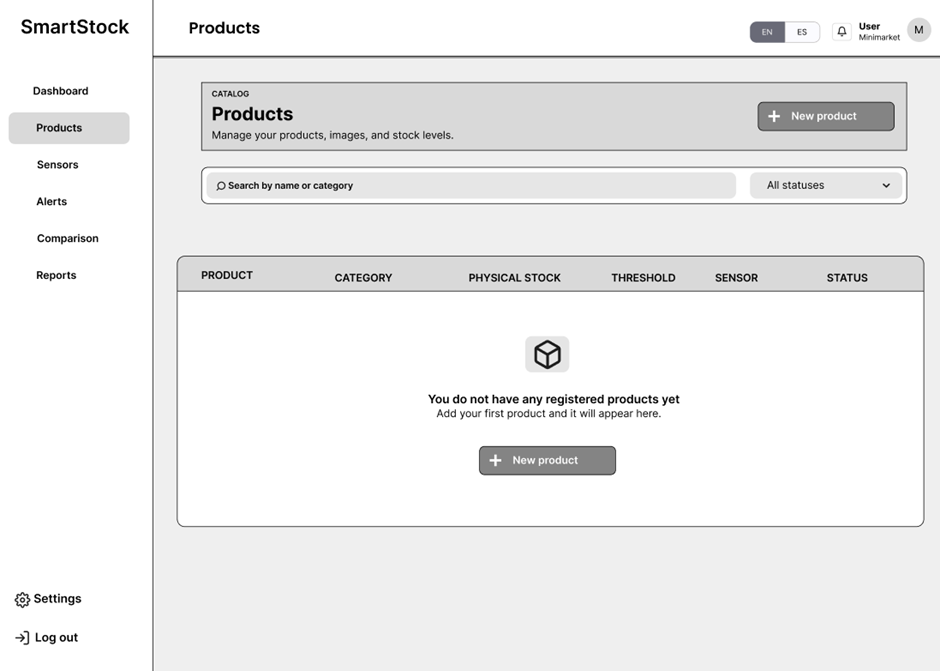 SmartStock
Products
EN
ES
User
Minimarket
M
Dashboard
Products
Sensors
Alerts
Comparison
Reports
Settings
Log out
CATALOG
Products
Manage your products, images, and stock levels.
New product
Search by name or category
All statuses
PRODUCT
CATEGORY
PHYSICAL STOCK
THRESHOLD
SENSOR
STATUS
You do not have any registered products yet
Add your first product and it will appear here.
New product